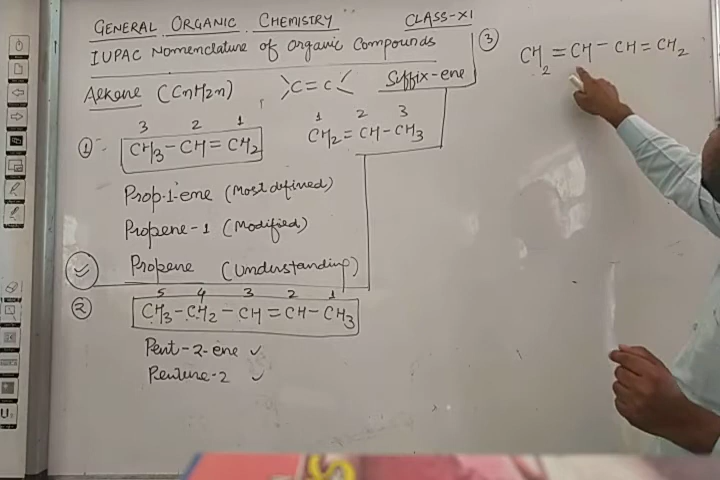 GENERAL ORGANIC CHEMISTRY CLASS-XI
IUPAC Nomenclature of organic Compounds
Alkene (CnH2n) >C=C< Suffix-ene
① 3 2 1
CH3-CH=CH2
1 2 3
CH2=CH-CH3
Prop-1-ene (Most defined)
Propene-1 (Modified)
Propene (Understanding)
② 5 4 3 2 1
CH3-CH2-CH=CH-CH3
Pent-2-ene ✓
Pentene-2 ✓
③ CH2=CH-CH=CH2